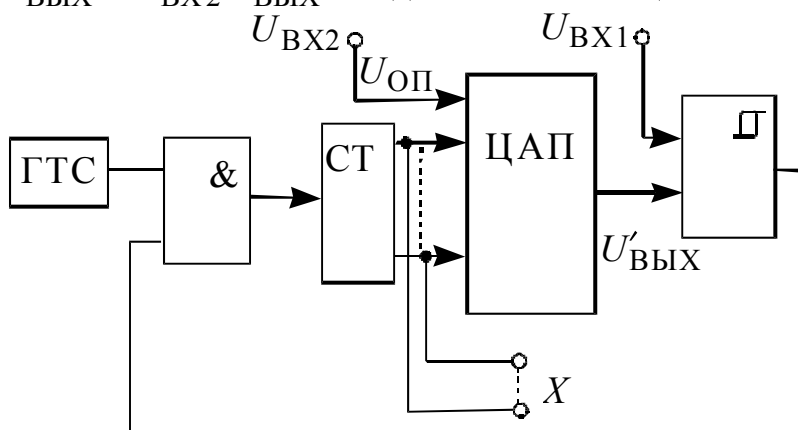 U_ВХ2 U_ВХ1
U_ОП
ГТС & СТ ЦАП
U′_ВЫХ
X